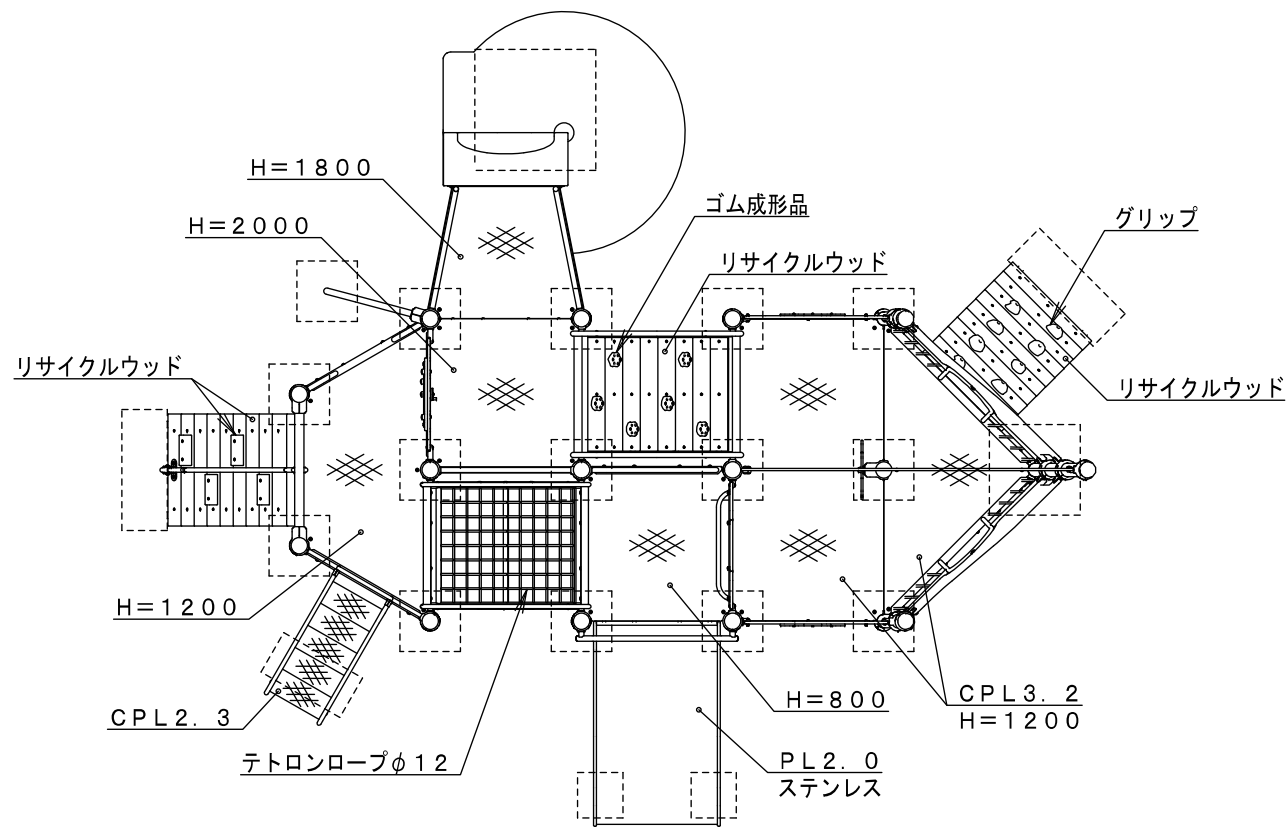 H=1800
H=2000
ゴム成形品
グリップ
リサイクルウッド
リサイクルウッド
リサイクルウッド
H=1200
H=800
CPL3.2
H=1200
CPL2.3
テトロンロープφ12
PL2.0
ステンレス